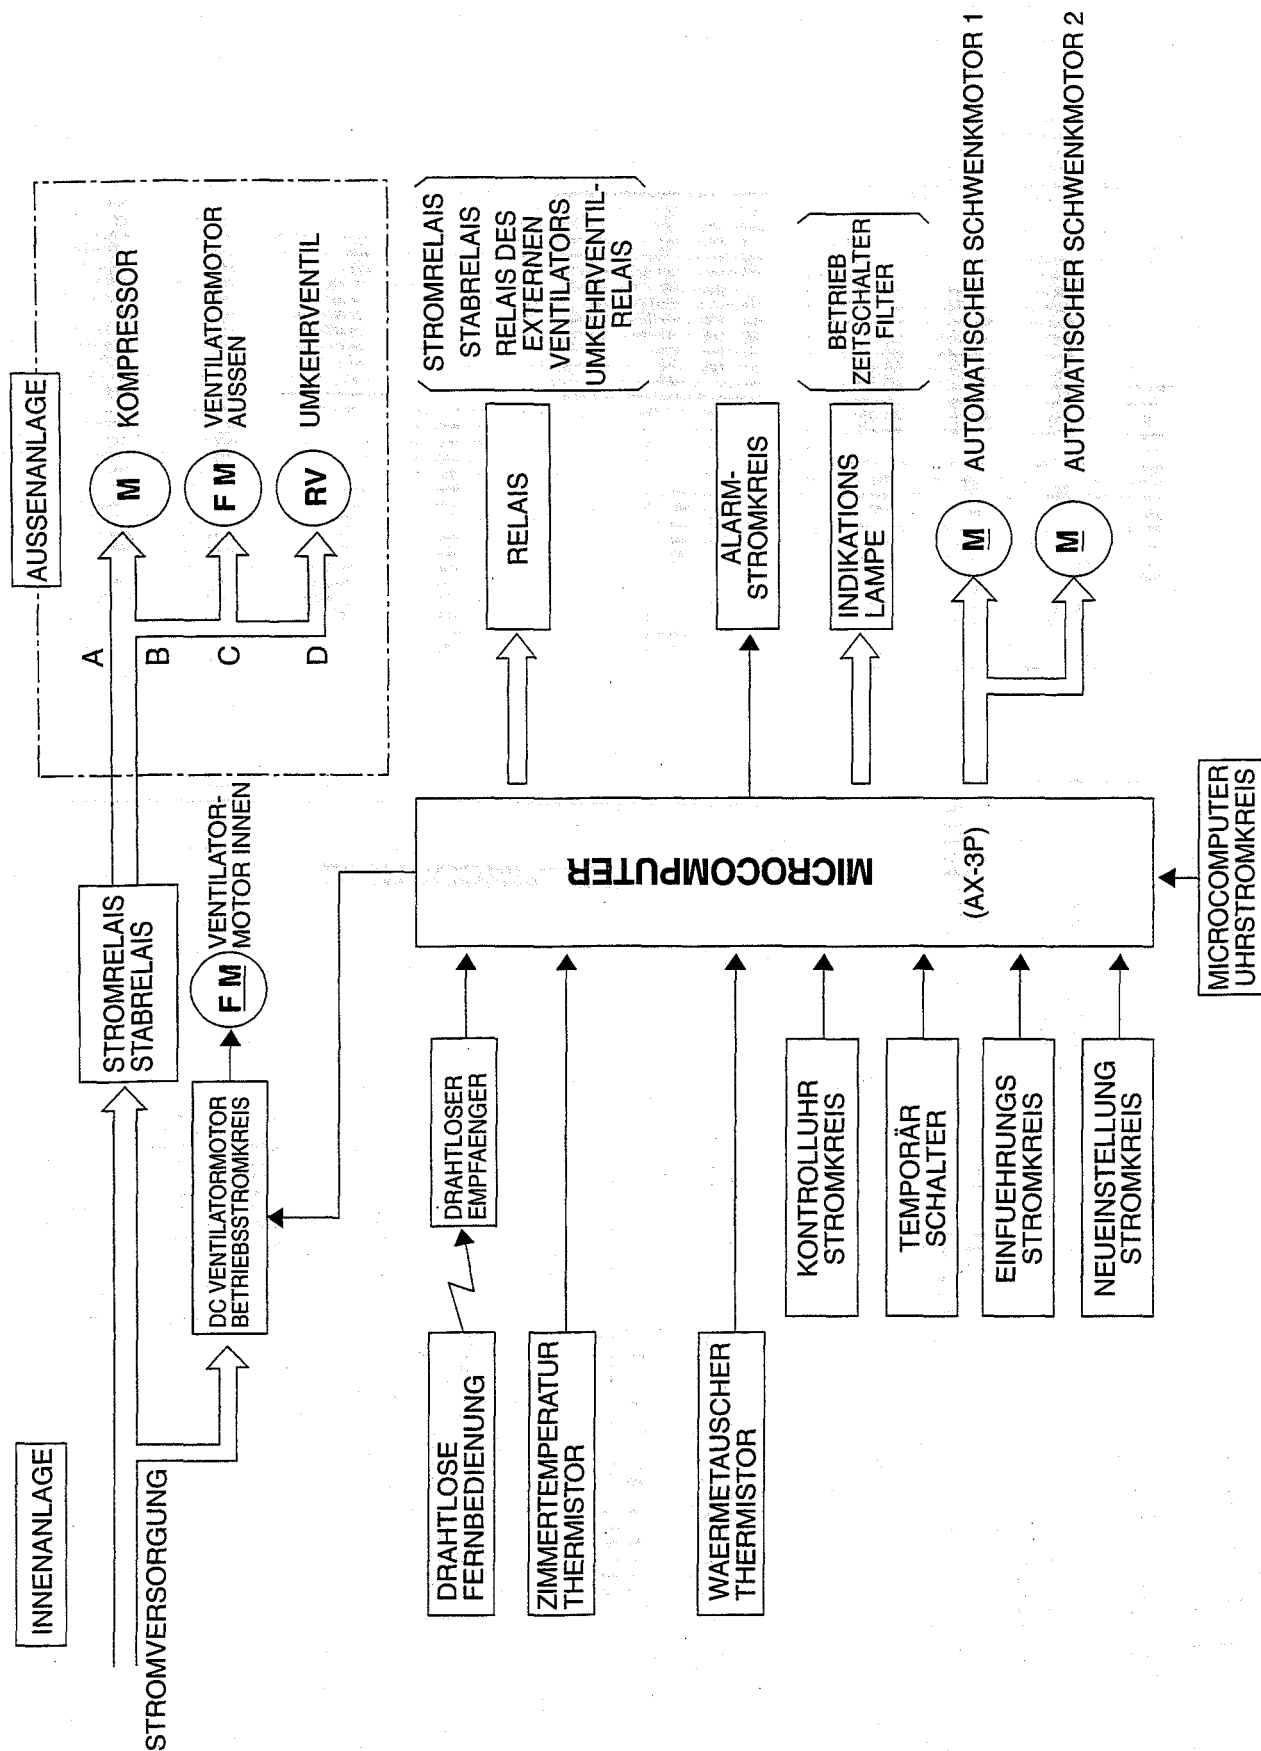 INNENANLAGE
AUSSENANLAGE
STROMVERSORGUNG
STROMRELAIS
STABRELAIS
A
B
C
D
M
KOMPRESSOR
F M
VENTILATORMOTOR
AUSSEN
RV
UMKEHRVENTIL
DC VENTILATORMOTOR
BETRIEBSSTROMKREIS
F M
VENTILATOR-
MOTOR INNEN
DRAHTLOSE
FERNBEDIENUNG
DRAHTLOSER
EMPFAENGER
ZIMMERTEMPERATUR
THERMISTOR
WAERMETAUSCHER
THERMISTOR
KONTROLLUHR
STROMKREIS
TEMPORÄR
SCHALTER
EINFUEHRUNGS
STROMKREIS
NEUEINSTELLUNG
STROMKREIS
MICROCOMPUTER
(AX-3P)
MICROCOMPUTER
UHRSTROMKREIS
RELAIS
STROMRELAIS
STABRELAIS
RELAIS DES
EXTERNEN
VENTILATORS
UMKEHRVENTIL-
RELAIS
ALARM-
STROMKREIS
INDIKATIONS
LAMPE
BETRIEB
ZEITSCHALTER
FILTER
M
AUTOMATISCHER SCHWENKMOTOR 1
M
AUTOMATISCHER SCHWENKMOTOR 2